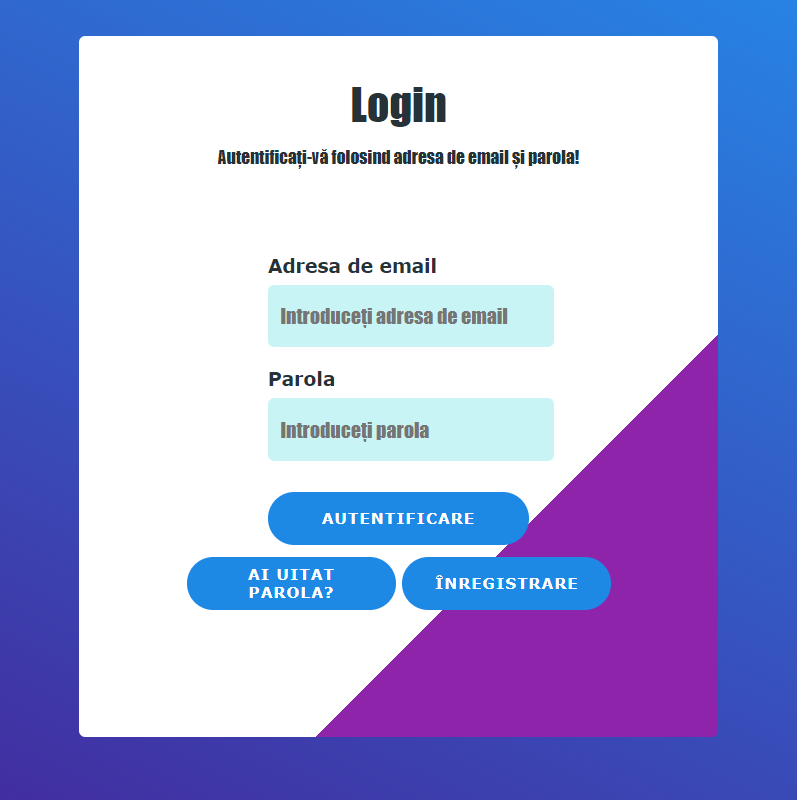 Login
Autentificați-vă folosind adresa de email și parola!
Adresa de email
Introduceți adresa de email
Parola
Introduceți parola
AUTENTIFICARE
AI UITAT
PAROLA?
ÎNREGISTRARE